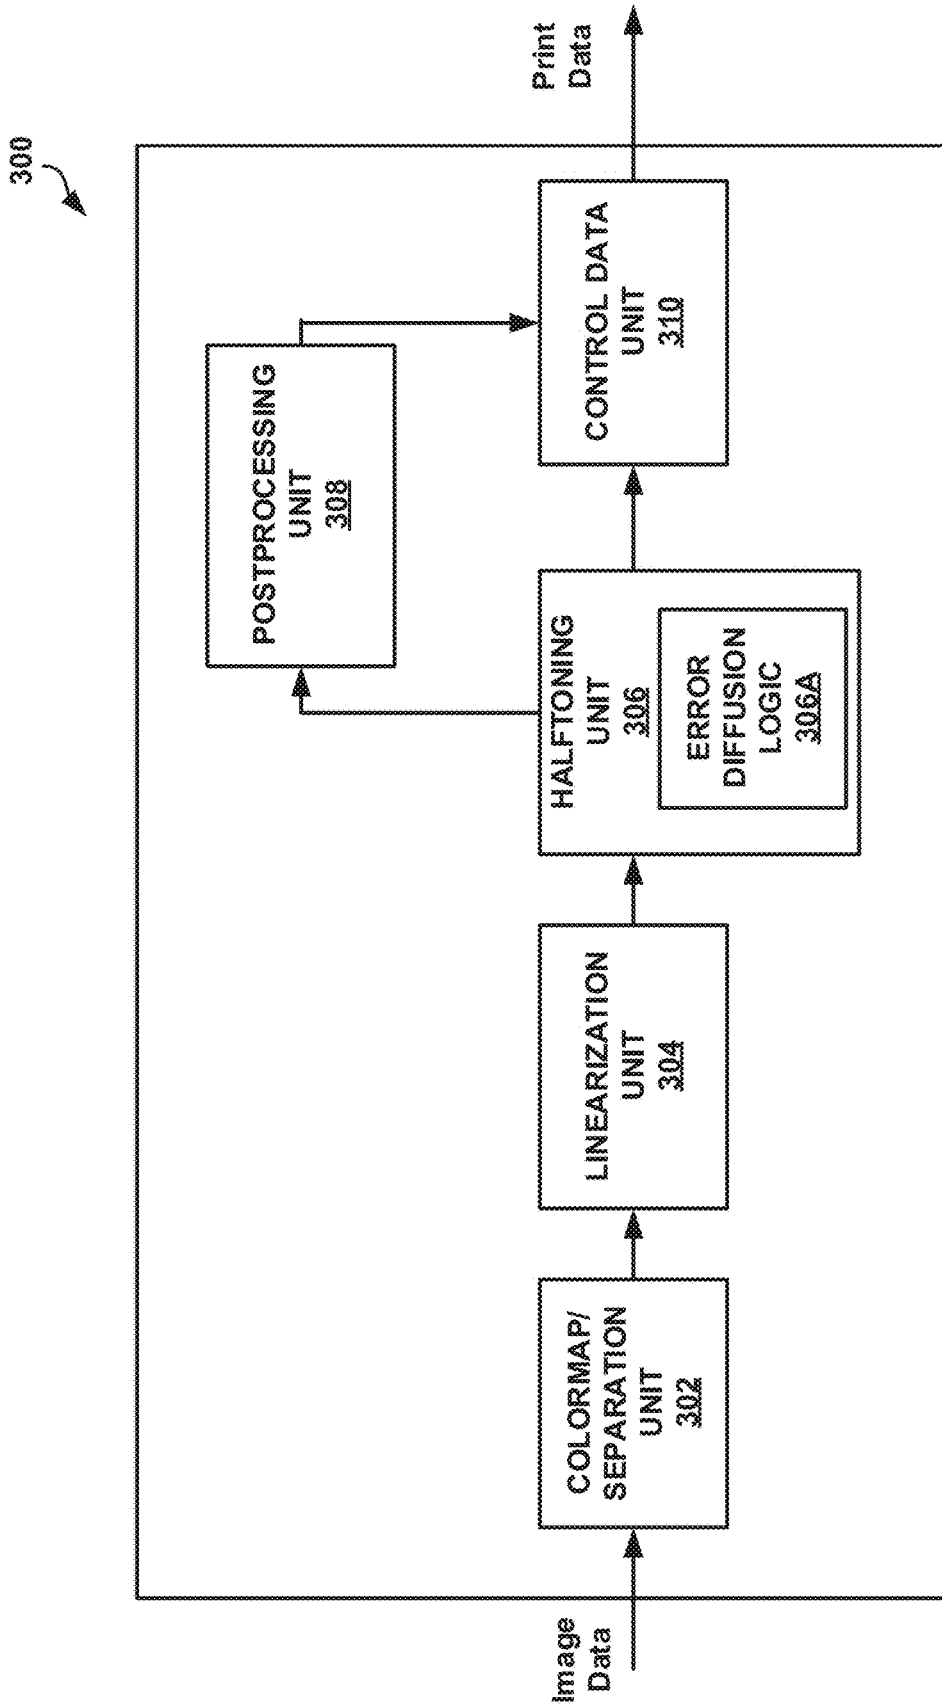 300
Image
Data
COLORMAP/
SEPARATION
UNIT
302
LINEARIZATION
UNIT
304
HALFTONING
UNIT
306
ERROR
DIFFUSION
LOGIC
306A
POSTPROCESSING
UNIT
308
CONTROL DATA
UNIT
310
Print
Data